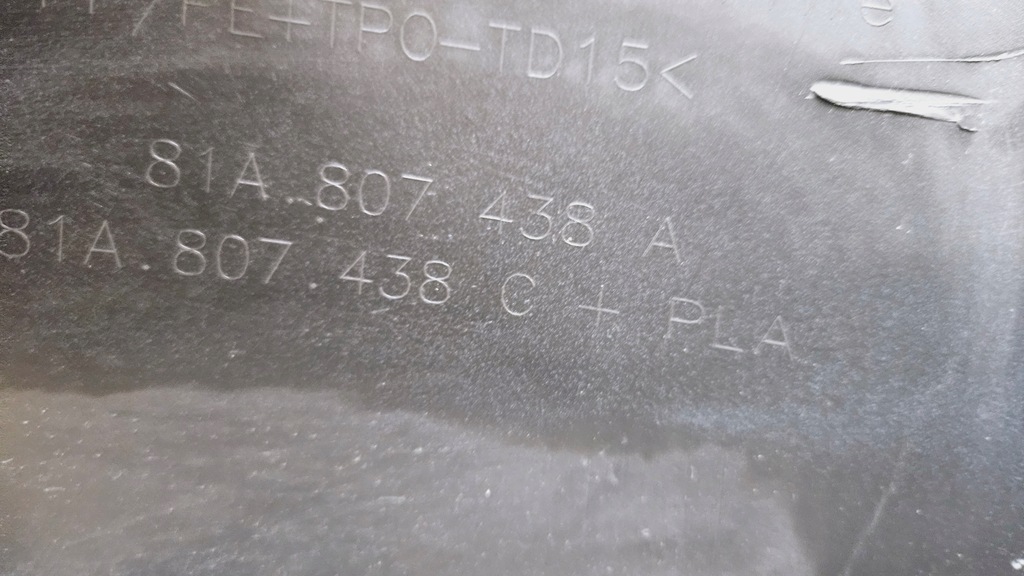 PE+TPO-TD15<
81A.807 438 A
81A.807.438 C + PLA
e